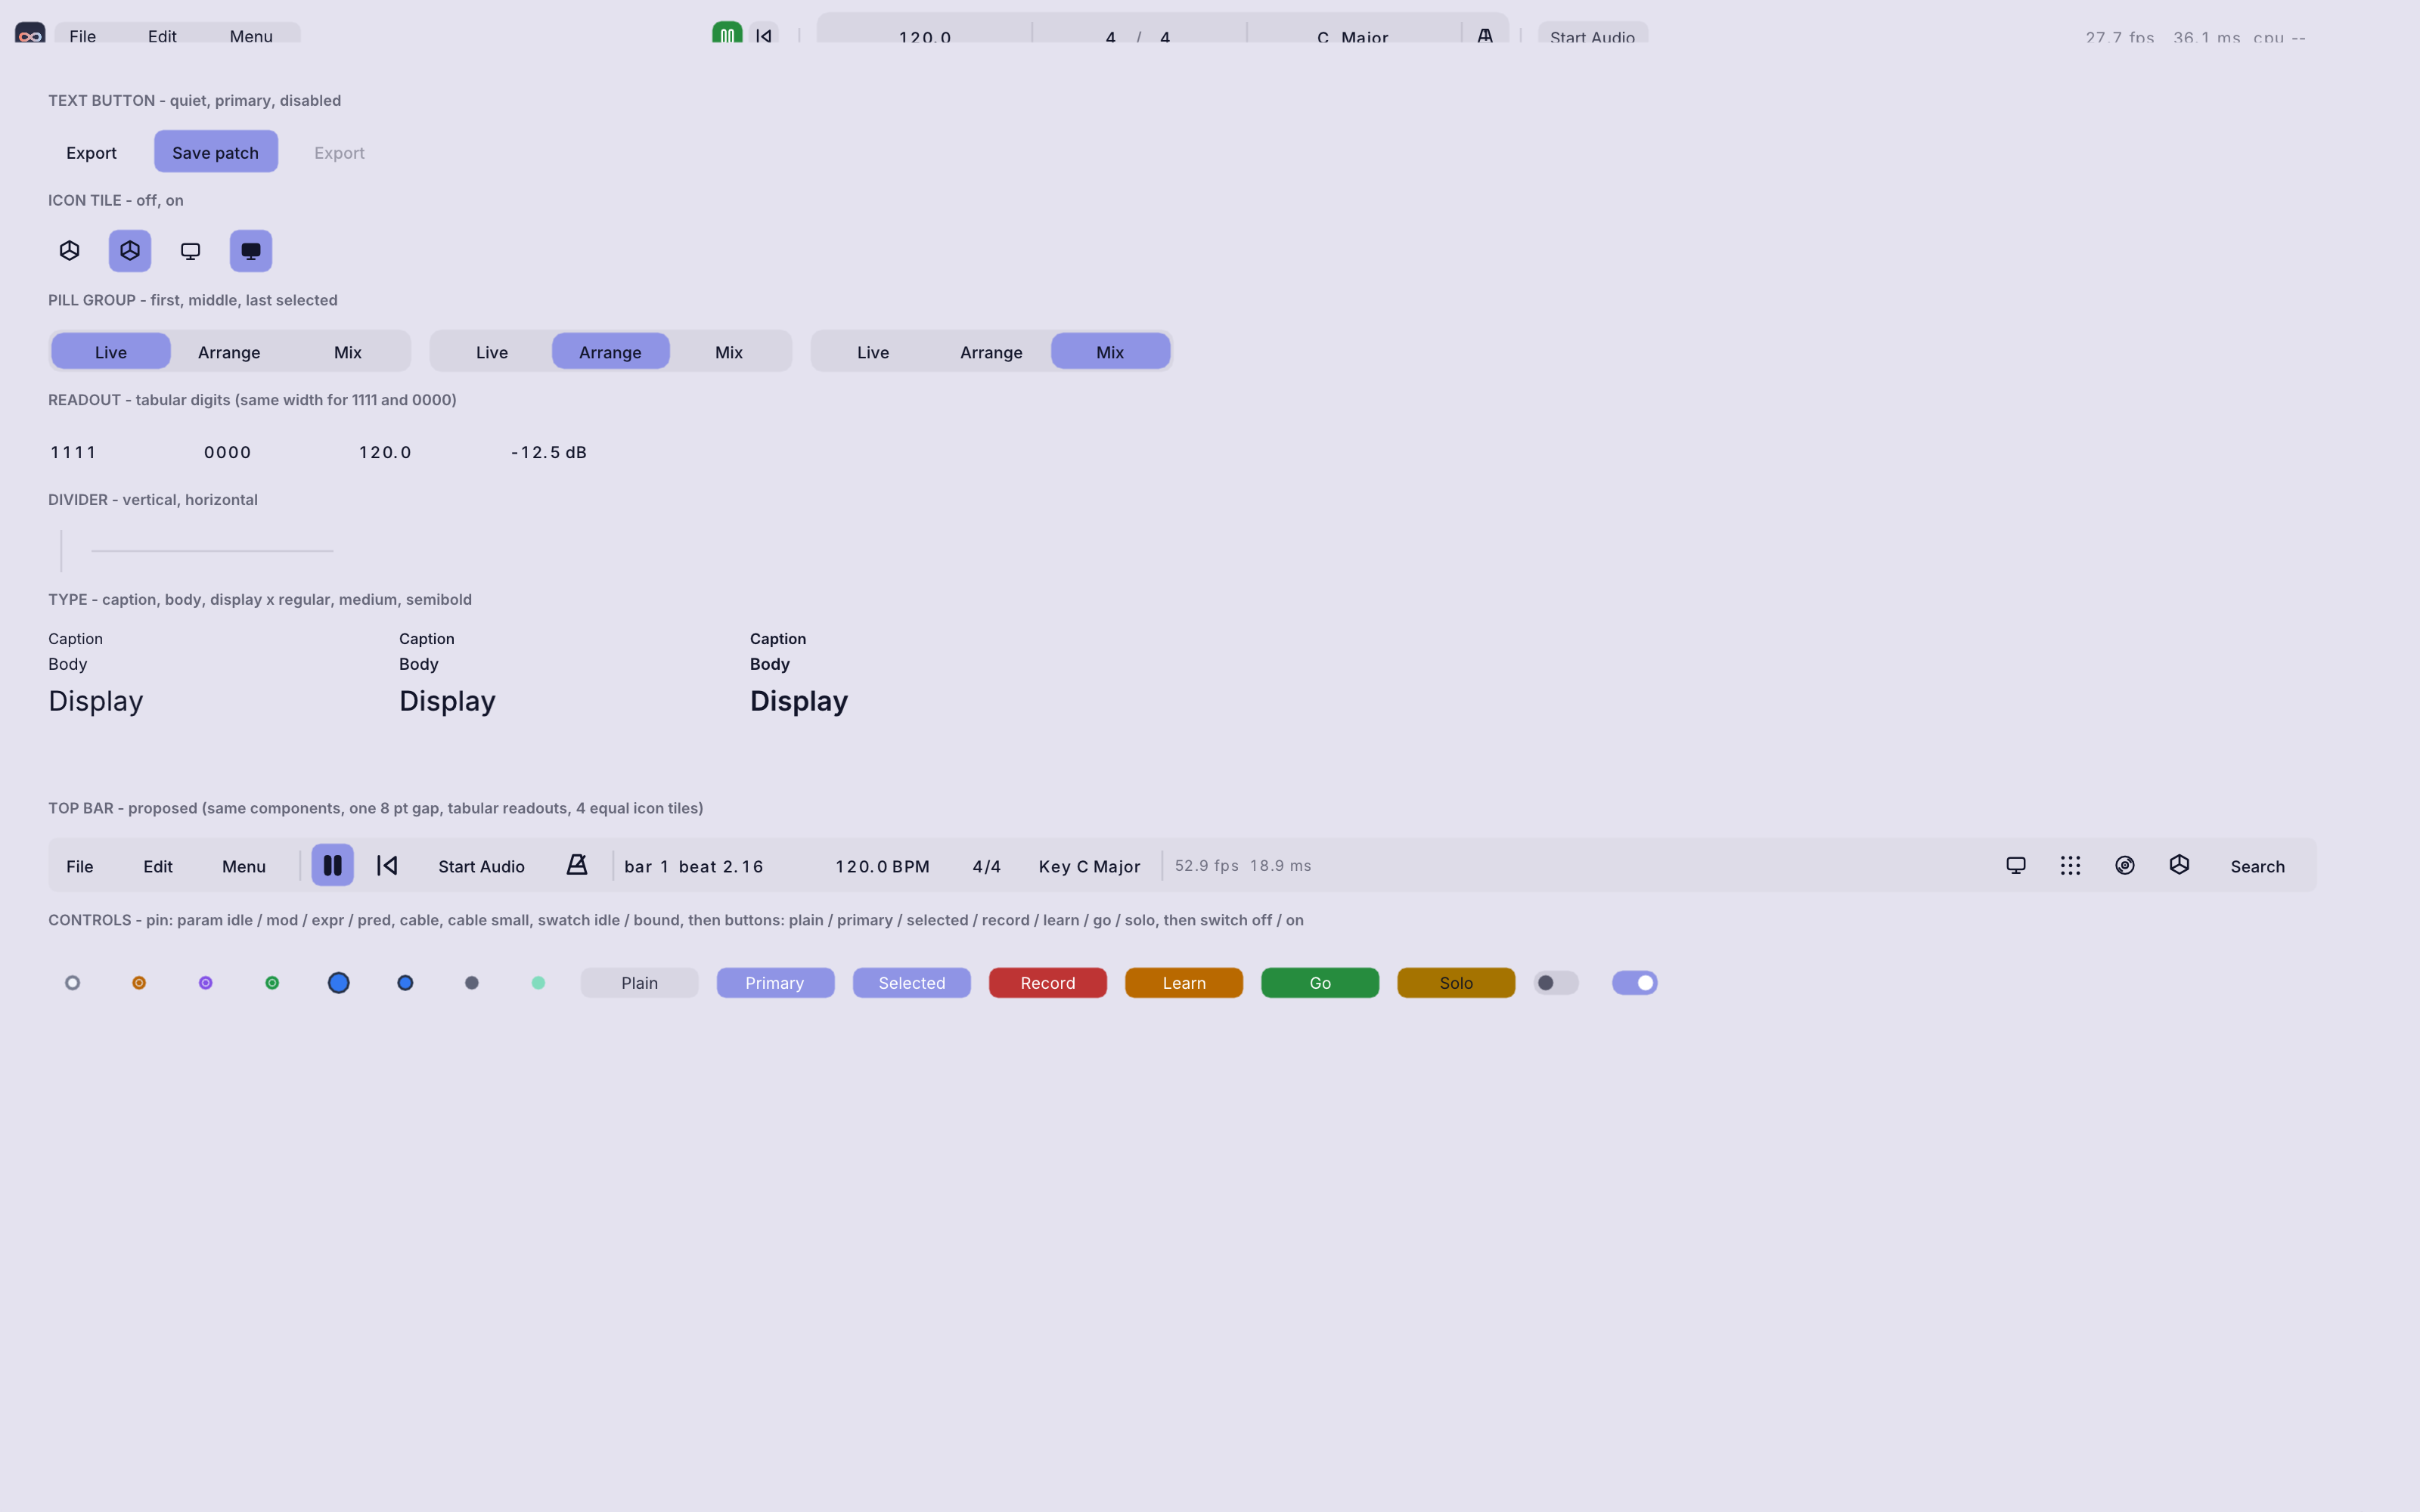 File Edit Menu 120.0 4 / 4 C Major Start Audio 27.7 fps 36.1 ms cpu --
TEXT BUTTON - quiet, primary, disabled
Export Save patch Export
ICON TILE - off, on
PILL GROUP - first, middle, last selected
Live Arrange Mix Live Arrange Mix Live Arrange Mix
READOUT - tabular digits (same width for 1111 and 0000)
1111 0000 120.0 -12.5 dB
DIVIDER - vertical, horizontal
TYPE - caption, body, display x regular, medium, semibold
Caption Caption Caption
Body Body Body
Display Display Display
TOP BAR - proposed (same components, one 8 pt gap, tabular readouts, 4 equal icon tiles)
File Edit Menu Start Audio bar 1 beat 2.16 120.0 BPM 4/4 Key C Major 52.9 fps 18.9 ms Search
CONTROLS - pin: param idle / mod / expr / pred, cable, cable small, swatch idle / bound, then buttons: plain / primary / selected / record / learn / go / solo, then switch off / on
Plain Primary Selected Record Learn Go Solo